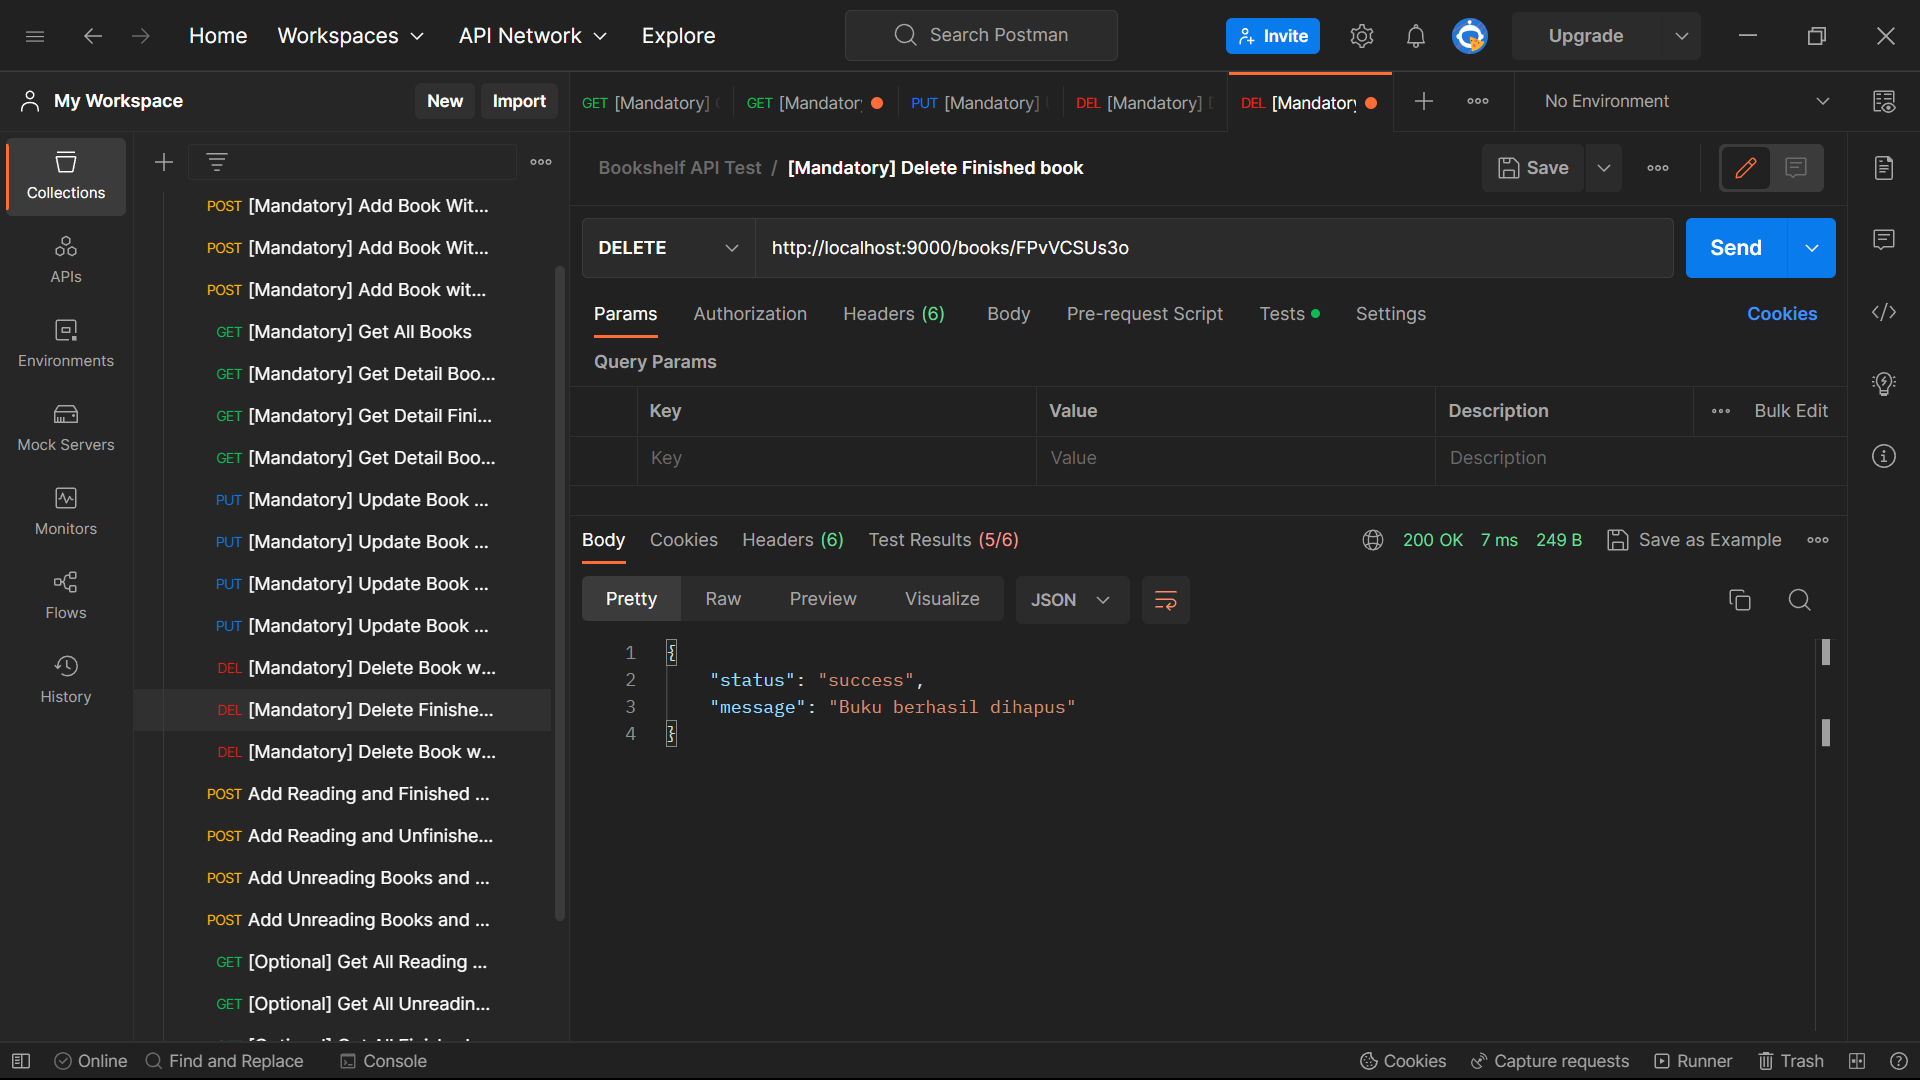 Home Workspaces API Network Explore Search Postman Invite Upgrade
My Workspace New Import
GET [Mandatory] GET [Mandatory PUT [Mandatory] DEL [Mandatory] DEL [Mandatory No Environment
Collections
APIs
Environments
Mock Servers
Monitors
Flows
History
POST [Mandatory] Add Book Wit...
POST [Mandatory] Add Book Wit...
POST [Mandatory] Add Book wit...
GET [Mandatory] Get All Books
GET [Mandatory] Get Detail Boo...
GET [Mandatory] Get Detail Fini...
GET [Mandatory] Get Detail Boo...
PUT [Mandatory] Update Book ...
PUT [Mandatory] Update Book ...
PUT [Mandatory] Update Book ...
PUT [Mandatory] Update Book ...
DEL [Mandatory] Delete Book w...
DEL [Mandatory] Delete Finishe...
DEL [Mandatory] Delete Book w...
POST Add Reading and Finished ...
POST Add Reading and Unfinishe...
POST Add Unreading Books and ...
POST Add Unreading Books and ...
GET [Optional] Get All Reading ...
GET [Optional] Get All Unreadin...
Bookshelf API Test / [Mandatory] Delete Finished book Save
DELETE http://localhost:9000/books/FPvVCSUs3o Send
Params Authorization Headers (6) Body Pre-request Script Tests Settings Cookies
Query Params
Key Value Description Bulk Edit
Key Value Description
Body Cookies Headers (6) Test Results (5/6) 200 OK 7 ms 249 B Save as Example
Pretty Raw Preview Visualize JSON
1 {
2 "status": "success",
3 "message": "Buku berhasil dihapus"
4 }
Online Find and Replace Console Cookies Capture requests Runner Trash